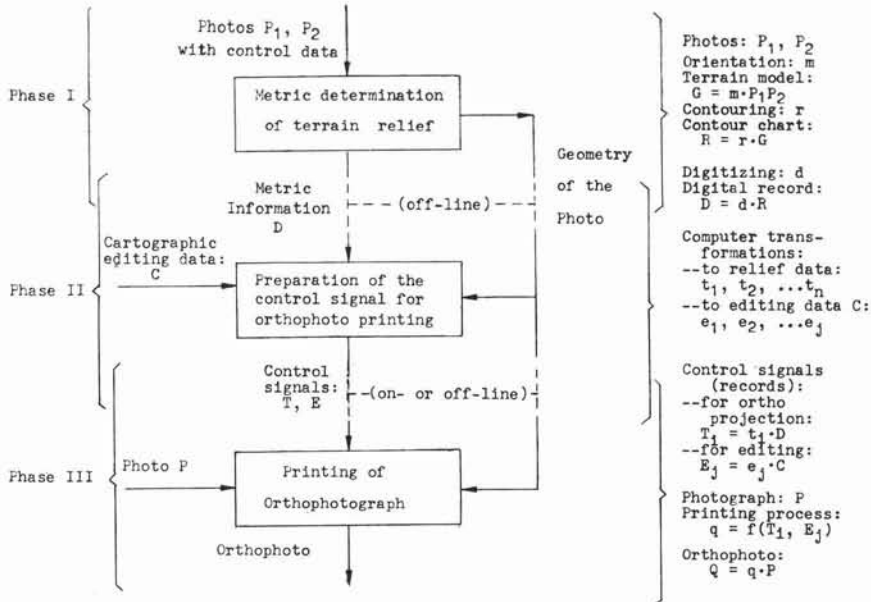 Photos P₁, P₂
with control data
Phase I
Metric determination
of terrain relief
Geometry
of the
Photo
Metric
Information
D
(off-line)
Cartographic
editing data:
C
Phase II
Preparation of the
control signal for
orthophoto printing
Control
signals:
T, E
(on- or off-line)
Phase III
Photo P
Printing of
Orthophotograph
Orthophoto
Photos: P₁, P₂
Orientation: m
Terrain model:
G = m·P₁P₂
Contouring: r
Contour chart:
R = r·G
Digitizing: d
Digital record:
D = d·R
Computer trans-
formations:
--to relief data:
t₁, t₂, ...tₙ
--to editing data C:
e₁, e₂, ...eⱼ
Control signals
(records):
--for ortho
projection:
Tᵢ = tᵢ·D
--for editing:
Eⱼ = eⱼ·C
Photograph: P
Printing process:
q = f(Tᵢ, Eⱼ)
Orthophoto:
Q = q·P